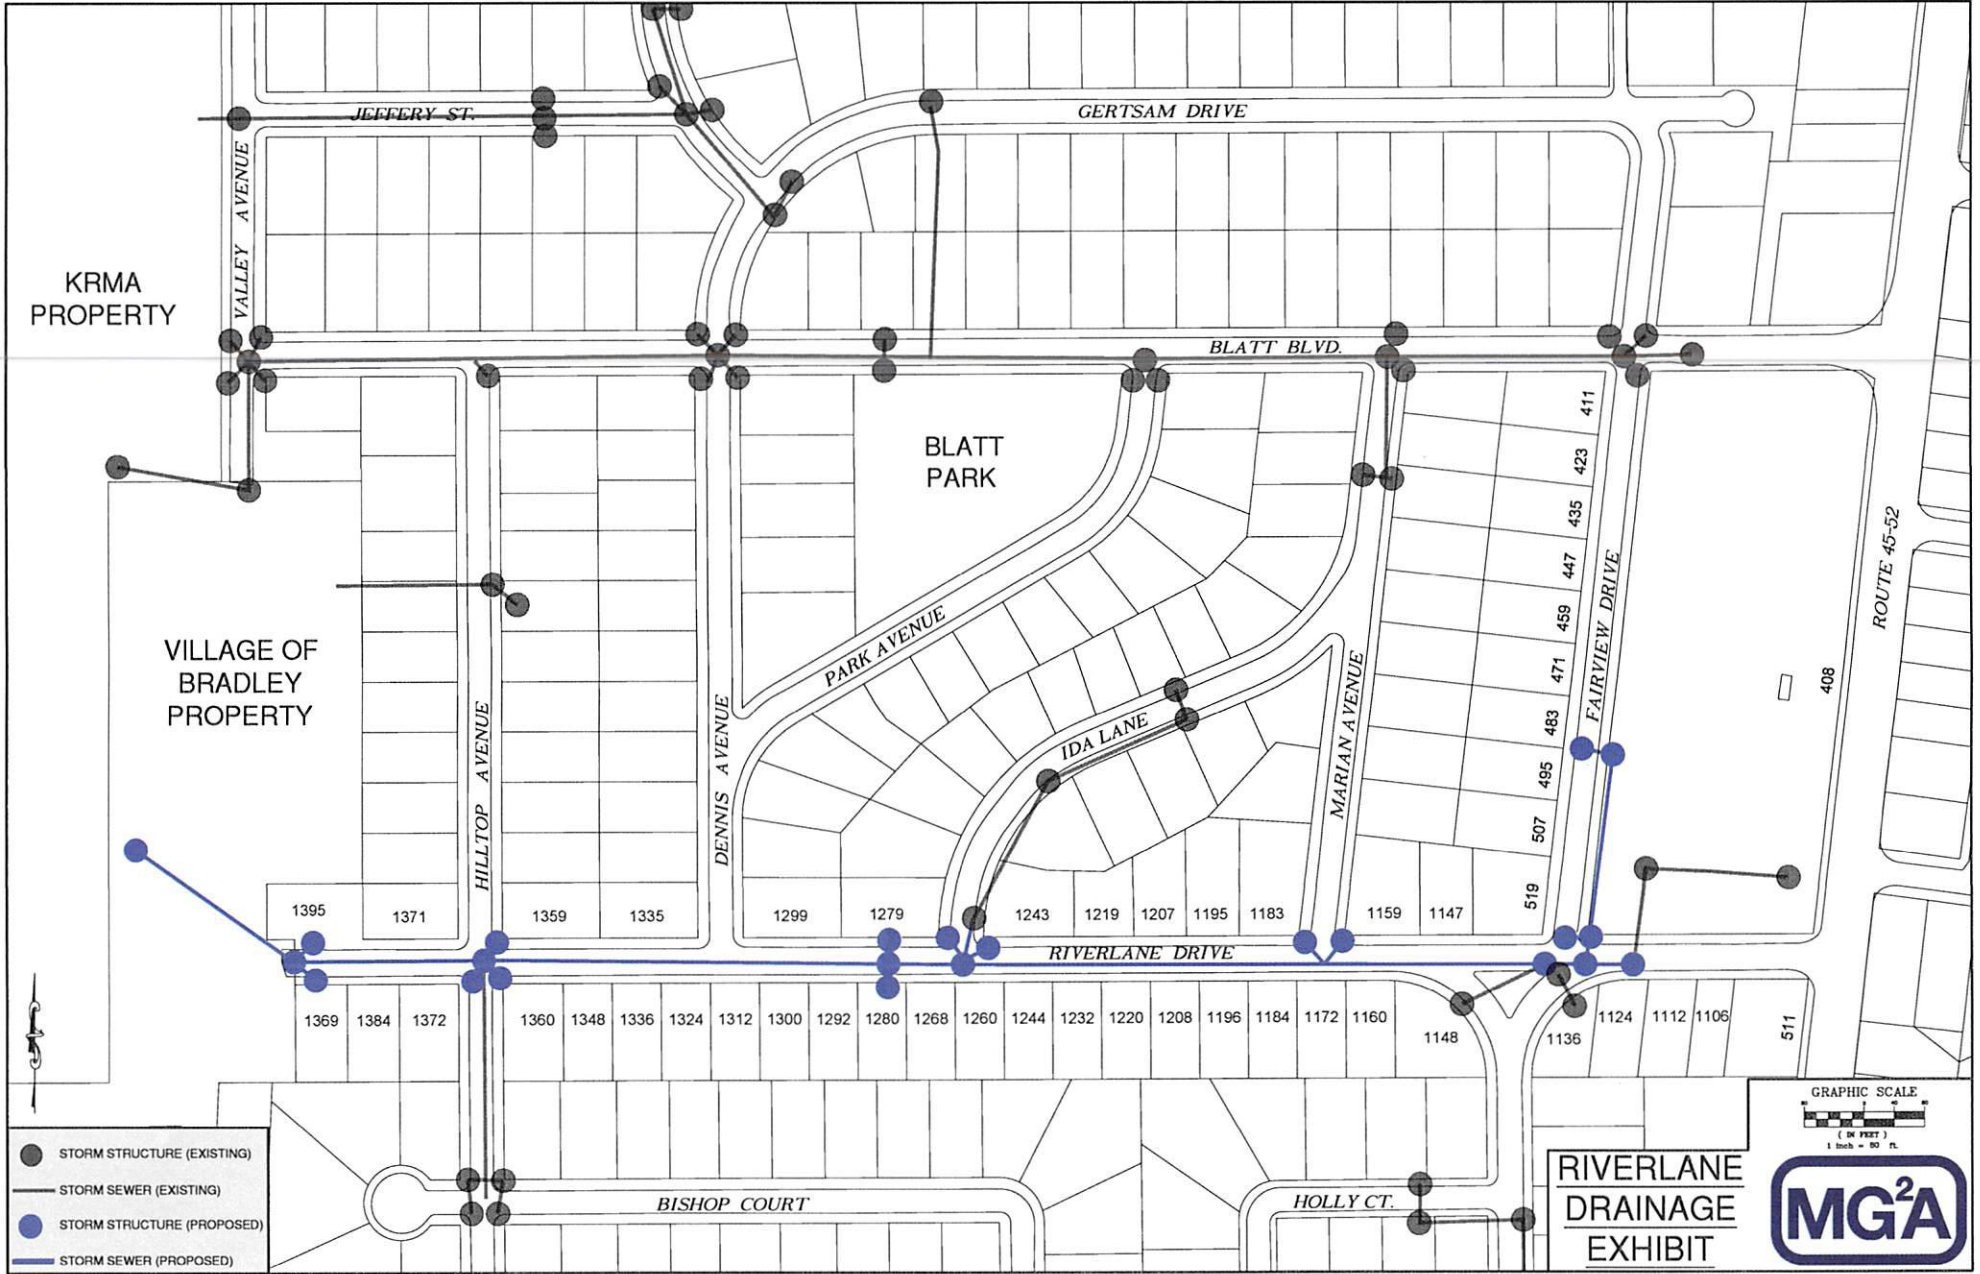 JEFFERY ST.
GERTSAM DRIVE
VALLEY AVENUE
KRMA
PROPERTY
BLATT BLVD.
BLATT
PARK
411
423
435
447
459
471
483
495
507
519
FAIRVIEW DRIVE
ROUTE 45-52
408
VILLAGE OF
BRADLEY
PROPERTY
HILLTOP AVENUE
DENNIS AVENUE
PARK AVENUE
IDA LANE
MARIAN AVENUE
1395
1371
1359
1335
1299
1279
1243
1219
1207
1195
1183
1159
1147
RIVERLANE DRIVE
1369
1384
1372
1360
1348
1336
1324
1312
1300
1292
1280
1268
1260
1244
1232
1220
1208
1196
1184
1172
1160
1148
1136
1124
1112
1106
511
BISHOP COURT
HOLLY CT.
STORM STRUCTURE (EXISTING)
STORM SEWER (EXISTING)
STORM STRUCTURE (PROPOSED)
STORM SEWER (PROPOSED)
GRAPHIC SCALE
( IN FEET )
1 inch = 80 ft.
RIVERLANE
DRAINAGE
EXHIBIT
MG²A